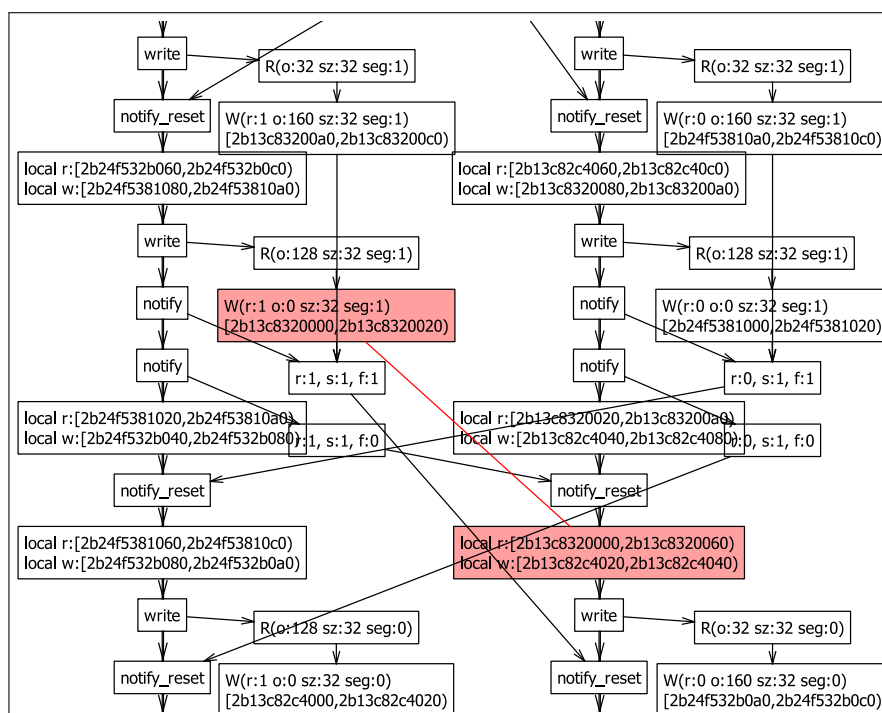 write
R(o:32 sz:32 seg:1)
write
R(o:32 sz:32 seg:1)
notify_reset
W(r:1 o:160 sz:32 seg:1)
[2b13c83200a0,2b13c83200c0)
notify_reset
W(r:0 o:160 sz:32 seg:1)
[2b24f53810a0,2b24f53810c0)
local r:[2b24f532b060,2b24f532b0c0)
local w:[2b24f5381080,2b24f53810a0)
local r:[2b13c82c4060,2b13c82c40c0)
local w:[2b13c8320080,2b13c83200a0)
write
R(o:128 sz:32 seg:1)
write
R(o:128 sz:32 seg:1)
notify
W(r:1 o:0 sz:32 seg:1)
[2b13c8320000,2b13c8320020)
notify
W(r:0 o:0 sz:32 seg:1)
[2b24f5381000,2b24f5381020)
notify
r:1, s:1, f:1
notify
r:0, s:1, f:1
local r:[2b24f5381020,2b24f53810a0)
local w:[2b24f532b040,2b24f532b080)
r:1, s:1, f:0
local r:[2b13c8320020,2b13c83200a0)
local w:[2b13c82c4040,2b13c82c4080)
r:0, s:1, f:0
notify_reset
notify_reset
local r:[2b24f5381060,2b24f53810c0)
local w:[2b24f532b080,2b24f532b0a0)
local r:[2b13c8320000,2b13c8320060)
local w:[2b13c82c4020,2b13c82c4040)
write
R(o:128 sz:32 seg:0)
write
R(o:32 sz:32 seg:0)
notify_reset
W(r:1 o:0 sz:32 seg:0)
[2b13c82c4000,2b13c82c4020)
notify_reset
W(r:0 o:160 sz:32 seg:0)
[2b24f532b0a0,2b24f532b0c0)